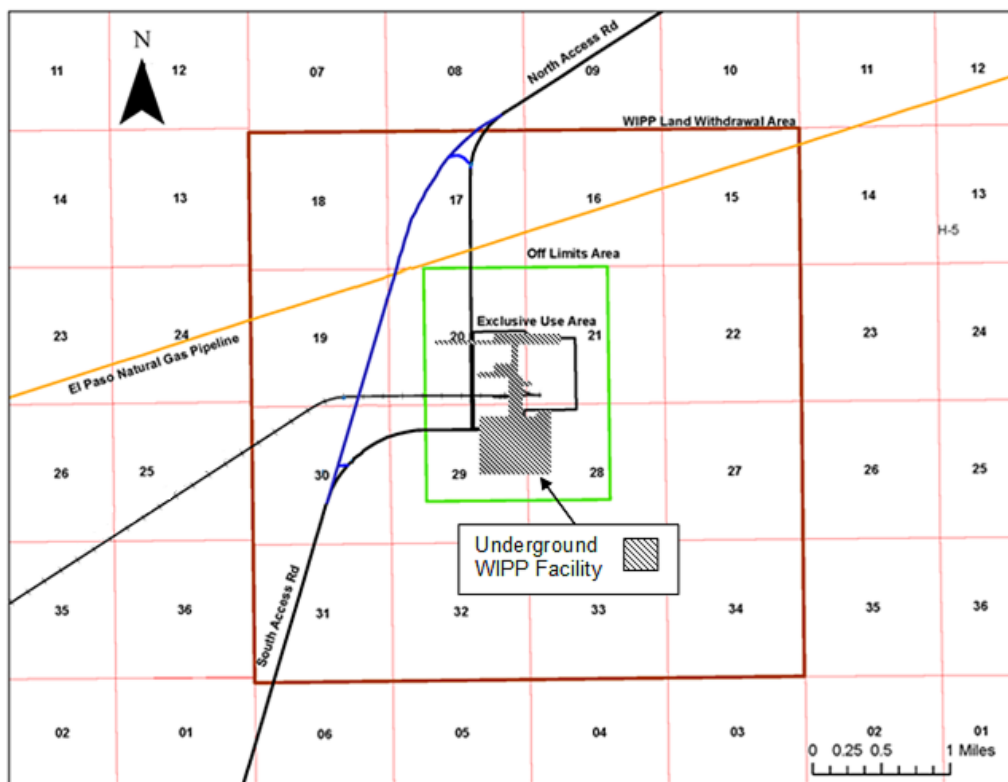 N
North Access Rd
11 12 07 08 09 10 11 12
WIPP Land Withdrawal Area
14 13 18 17 16 15 14 13
H-5
Off Limits Area
Exclusive Use Area
23 24 19 20 21 22 23 24
El Paso Natural Gas Pipeline
26 25 30 29 28 27 26 25
Underground
WIPP Facility
South Access Rd
35 36 31 32 33 34 35 36
02 01 06 05 04 03 02 01
0 0.25 0.5 1 Miles